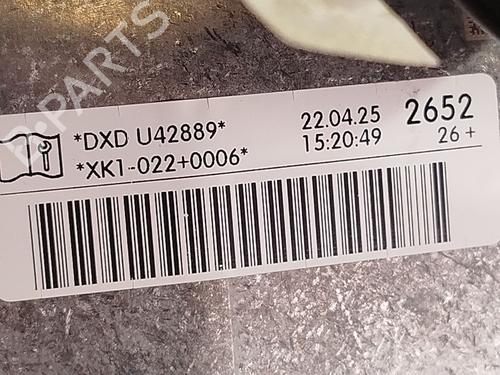 B-PARTS
*DXD U42889* 22.04.25 2652
*XK1-022+0006* 15:20:49 26+